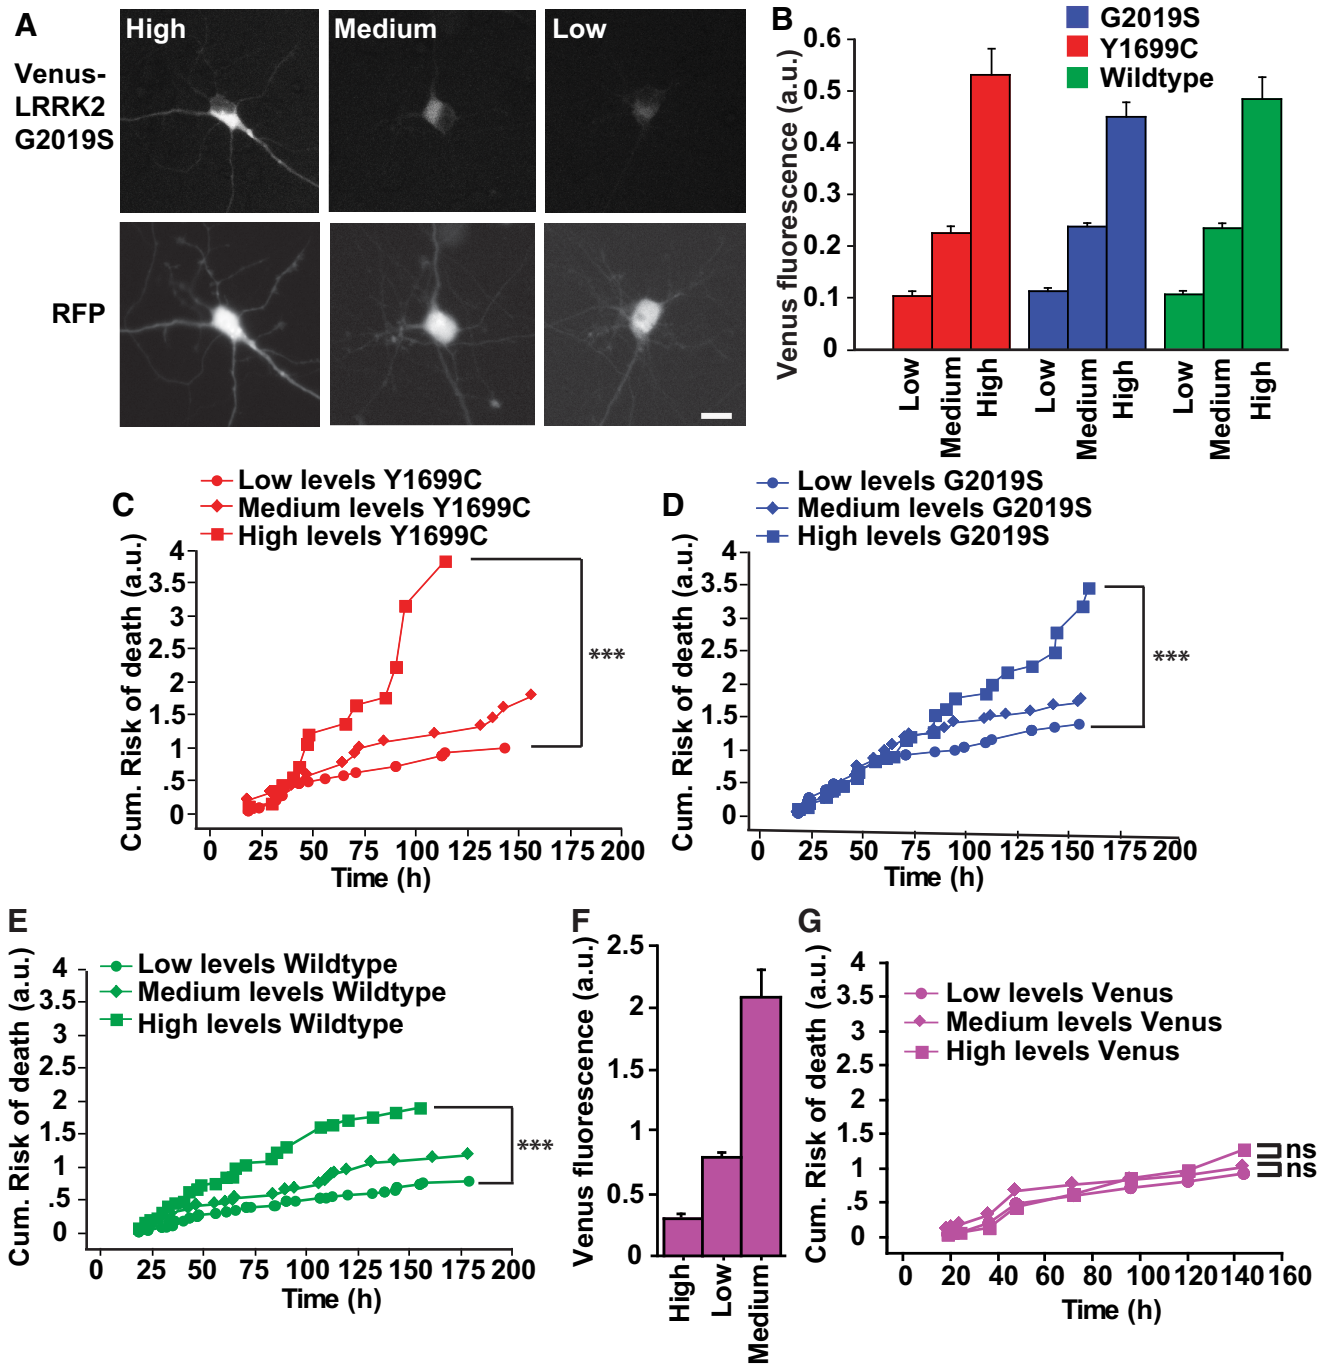 A
High
Medium
Low
Venus-
LRRK2
G2019S
RFP
B
G2019S
Y1699C
Wildtype
Venus fluorescence (a.u.)
0.6
0.5
0.4
0.3
0.2
0.1
0
Low
Medium
High
Low
Medium
High
Low
Medium
High
C
Low levels Y1699C
Medium levels Y1699C
High levels Y1699C
Cum. Risk of death (a.u.)
4
3.5
3
2.5
2
1.5
1
.5
0
***
0 25 50 75 100 125 150 175 200
Time (h)
D
Low levels G2019S
Medium levels G2019S
High levels G2019S
Cum. Risk of death (a.u.)
4
3.5
3
2.5
2
1.5
1
.5
0
***
0 25 50 75 100 125 150 175 200
Time (h)
E
Low levels Wildtype
Medium levels Wildtype
High levels Wildtype
Cum. Risk of death (a.u.)
4
3.5
3
2.5
2
1.5
1
.5
0
***
0 25 50 75 100 125 150 175 200
Time (h)
F
Venus fluorescence (a.u.)
2.5
2
1.5
1
0.5
0
High
Low
Medium
G
Low levels Venus
Medium levels Venus
High levels Venus
Cum. Risk of death (a.u.)
4
3.5
3
2.5
2
1.5
1
.5
0
ns
ns
0 20 40 60 80 100 120 140 160
Time (h)